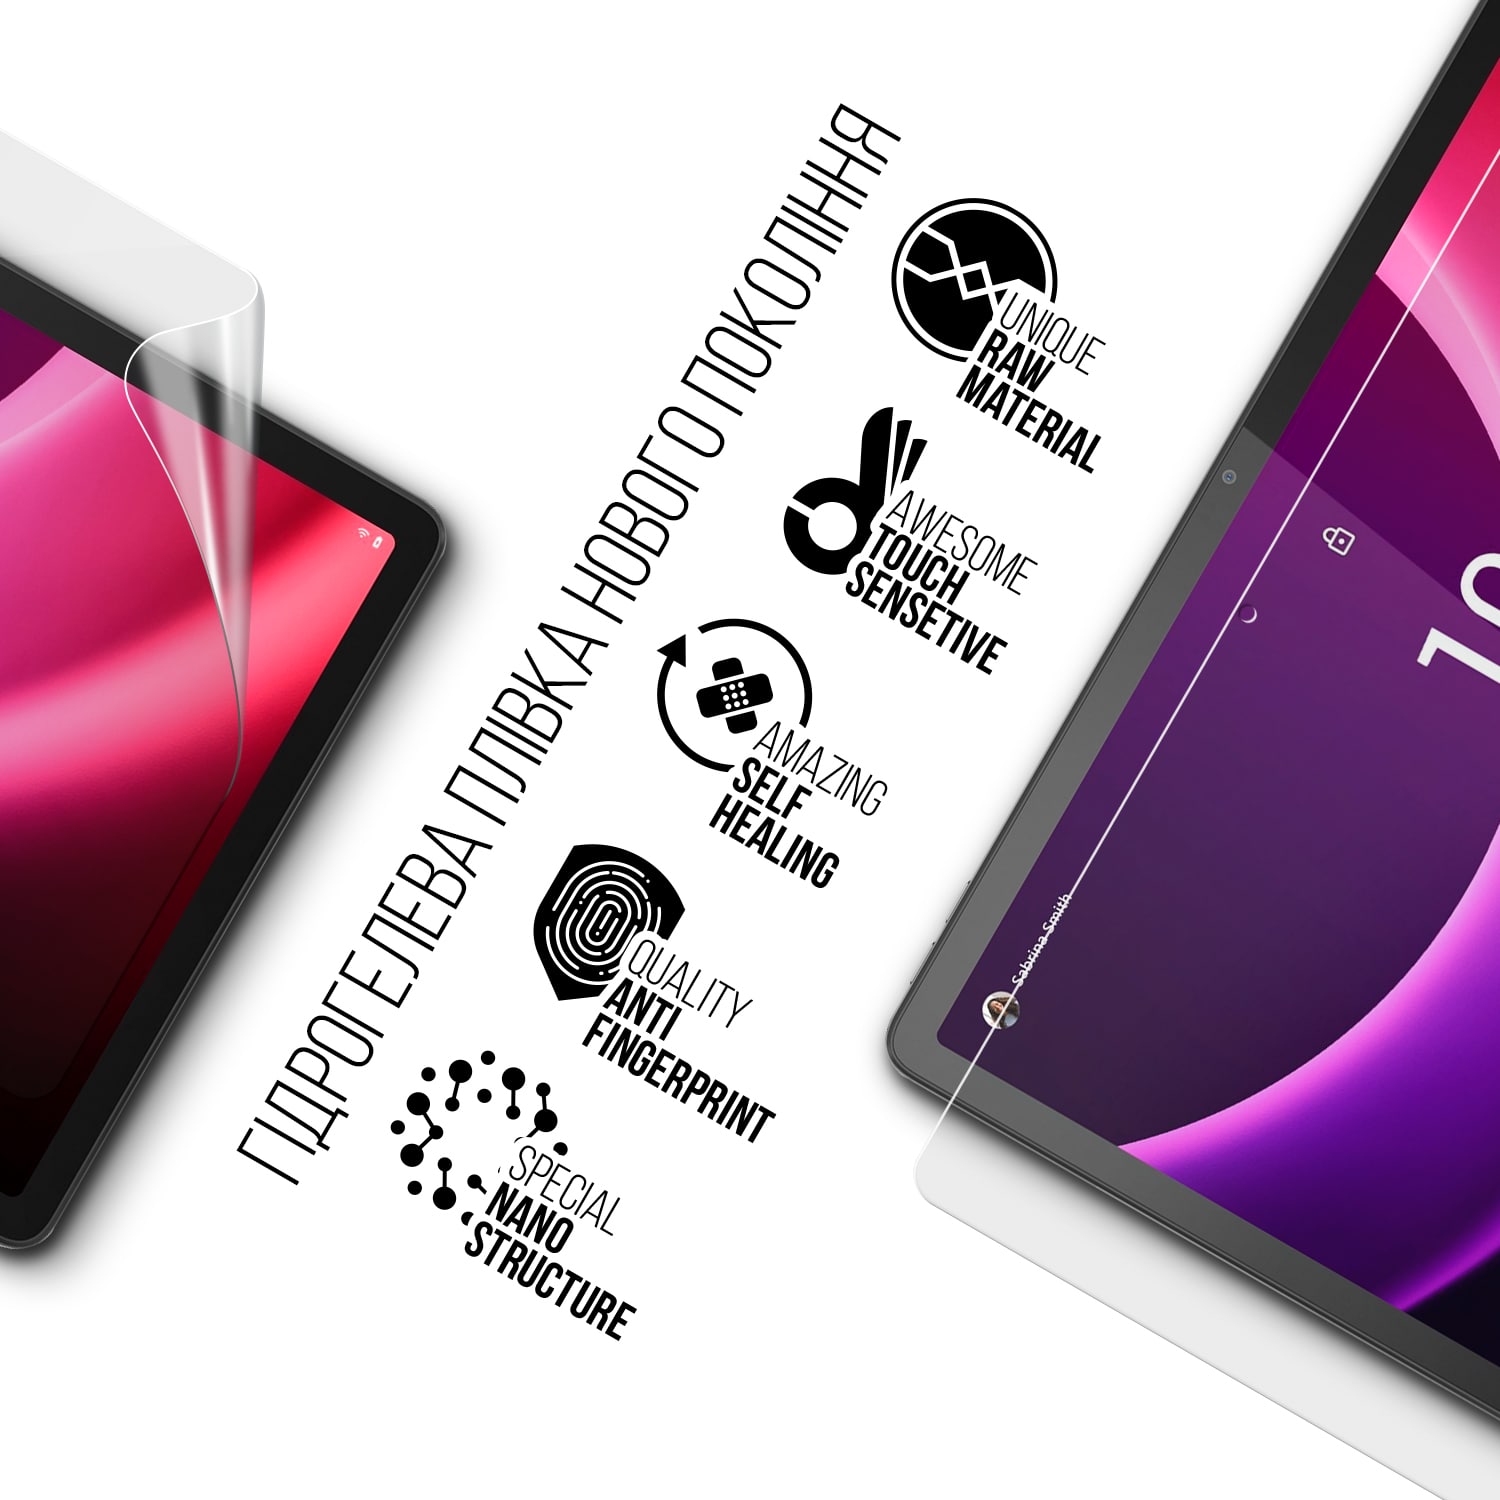 ГІДРОГЕЛЕВА ПЛІВКА НОВОГО ПОКОЛІННЯ
UNIQUE
RAW
MATERIAL
AWESOME
TOUCH
SENSETIVE
AMAZING
SELF
HEALING
QUALITY
ANTI
FINGERPRINT
SPECIAL
NANO
STRUCTURE
Sabrina Smith